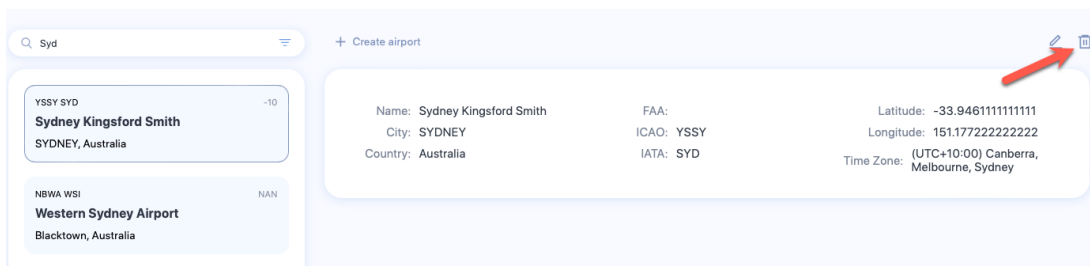 Syd
+ Create airport
YSSY SYD -10
Sydney Kingsford Smith
SYDNEY, Australia
NBWA WSI NAN
Western Sydney Airport
Blacktown, Australia
Name: Sydney Kingsford Smith
City: SYDNEY
Country: Australia
FAA:
ICAO: YSSY
IATA: SYD
Latitude: -33.9461111111111
Longitude: 151.177222222222
Time Zone: (UTC+10:00) Canberra,
Melbourne, Sydney